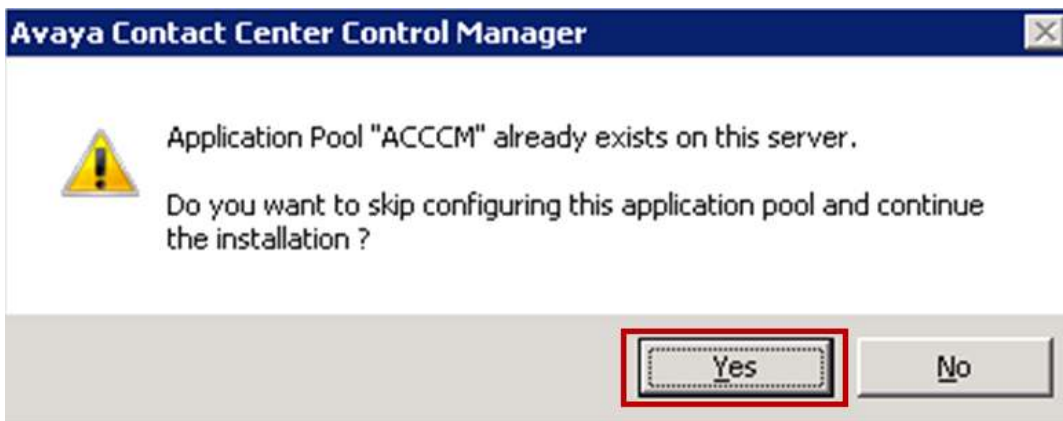 Avaya Contact Center Control Manager
Application Pool "ACCCM" already exists on this server.
Do you want to skip configuring this application pool and continue
the installation ?
Yes No